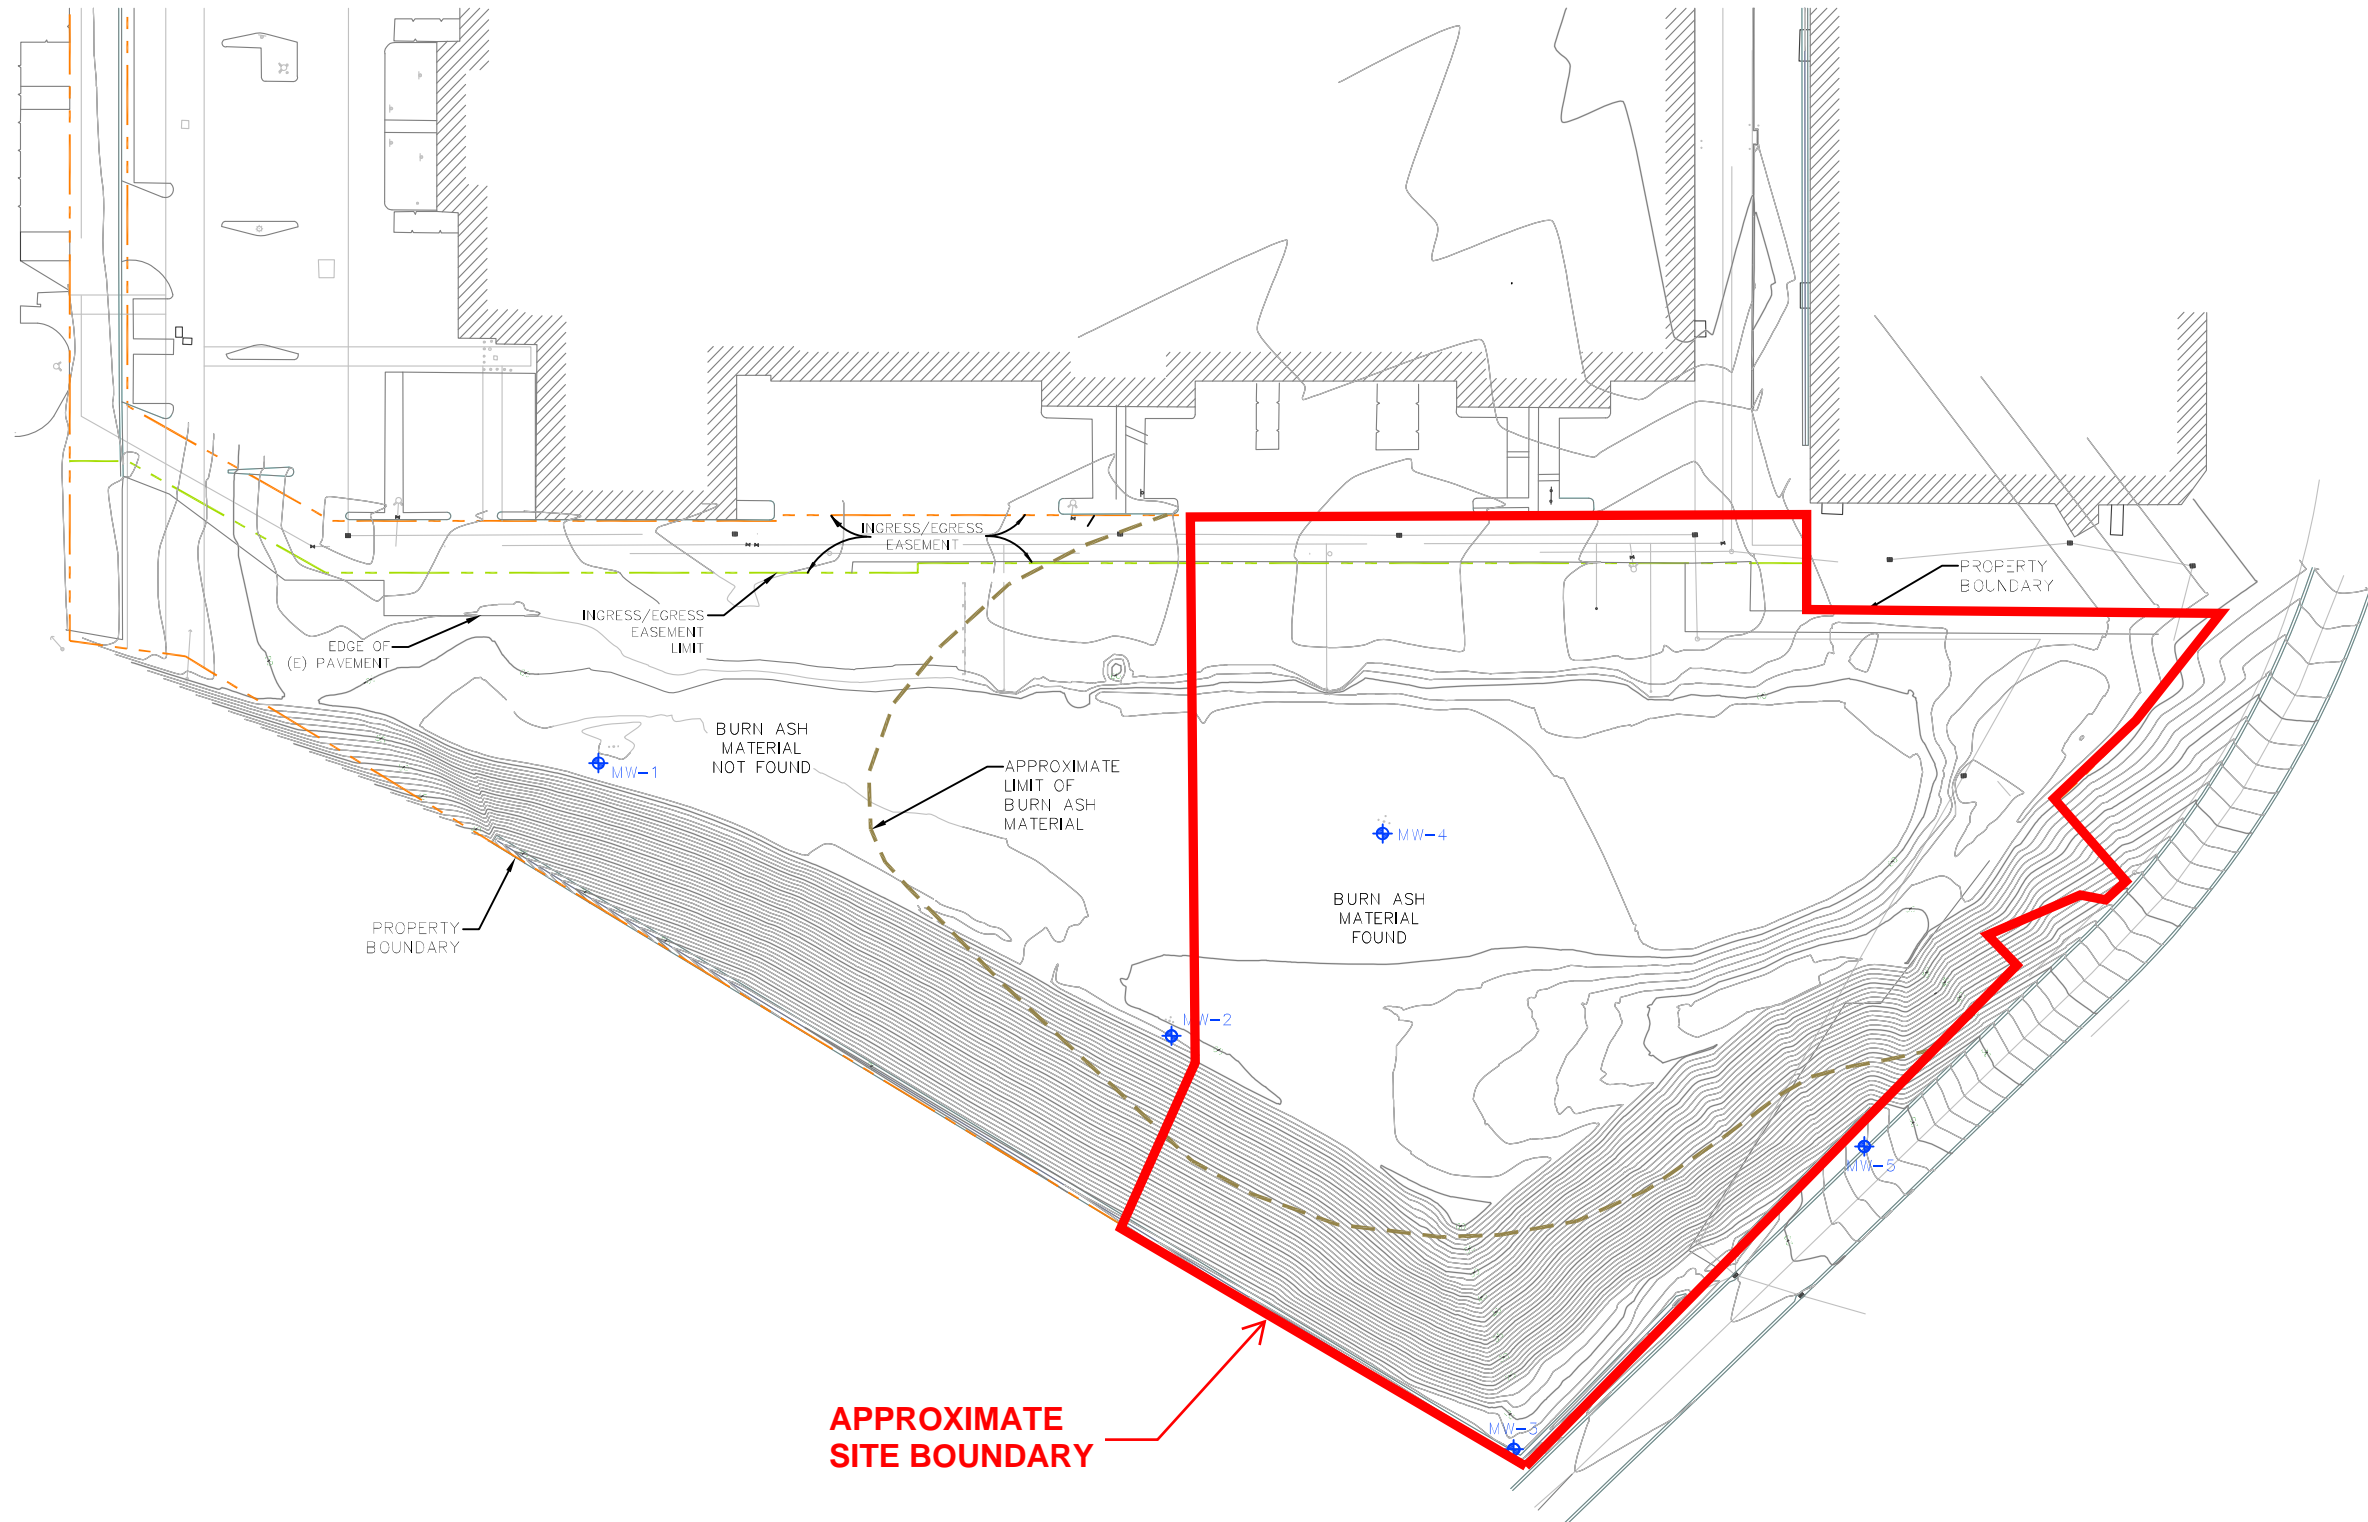 INGRESS/EGRESS
EASEMENT
PROPERTY
BOUNDARY
INGRESS/EGRESS
EASEMENT
LIMIT
EDGE OF
(E) PAVEMENT
BURN ASH
MATERIAL
NOT FOUND
MW-1
APPROXIMATE
LIMIT OF
BURN ASH
MATERIAL
MW-4
BURN ASH
MATERIAL
FOUND
PROPERTY
BOUNDARY
MW-2
MW-5
APPROXIMATE
SITE BOUNDARY
MW-3